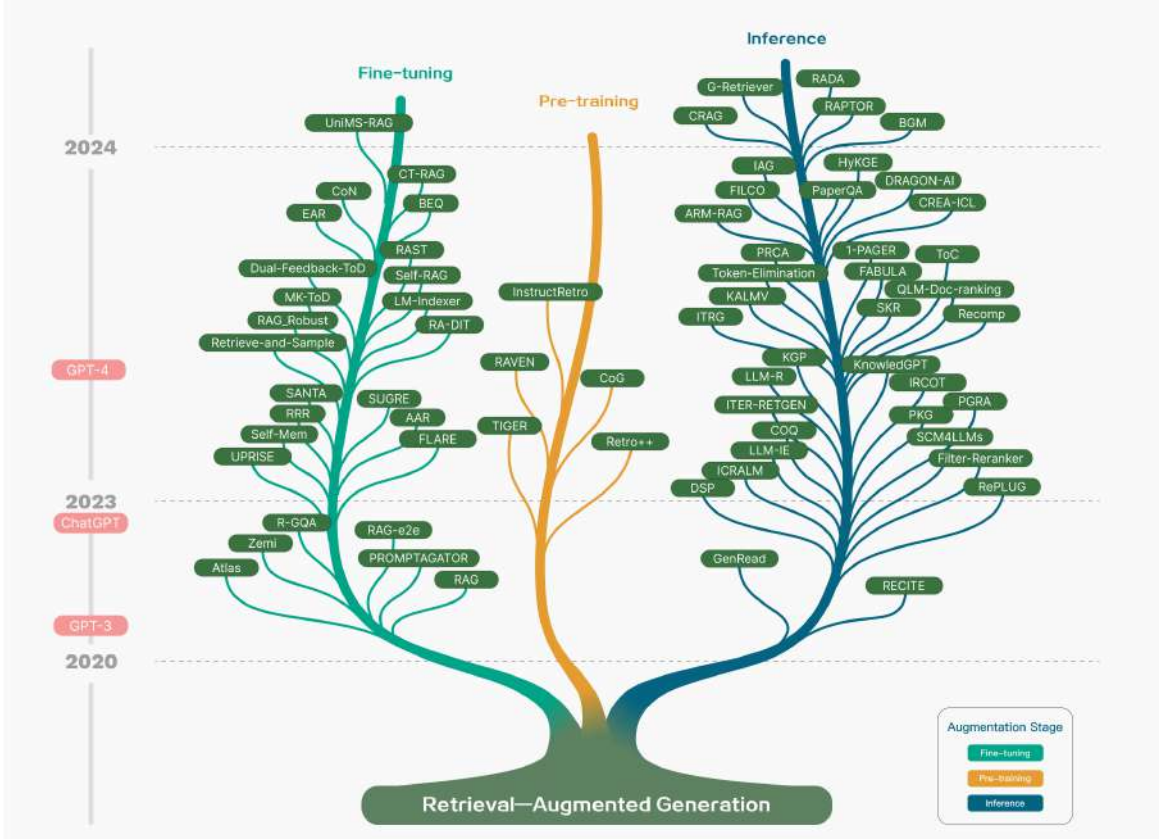 Inference
Fine-tuning
Pre-training
RADA
G-Retriever
RAPTOR
CRAG
BGM
UniMS-RAG
2024
HyKGE
IAG
CT-RAG
DRAGON-AI
CoN
FILCO
PaperQA
BEQ
CREA-ICL
EAR
ARM-RAG
RAST
1-PAGER
PRCA
ToC
Dual-Feedback-ToD
Token-Elimination
FABULA
Self-RAG
QLM-Doc-ranking
InstructRetro
MK-ToD
LM-Indexer
KALMV
SKR
Recomp
RAG_Robust
ITRG
RA-DIT
Retrieve-and-Sample
KGP
RAVEN
KnowledGPT
GPT-4
CoG
LLM-R
IRCOT
SANTA
SUGRE
PGRA
ITER-RETGEN
RRR
AAR
PKG
TIGER
COQ
Self-Mem
FLARE
SCM4LLMs
Retro++
LLM-IE
UPRISE
Filter-Reranker
ICRALM
DSP
RePLUG
2023
ChatGPT
R-GQA
RAG-e2e
Zemi
PROMPTAGATOR
GenRead
Atlas
RAG
RECITE
GPT-3
2020
Augmentation Stage
Fine-tuning
Pre-training
Inference
Retrieval—Augmented Generation